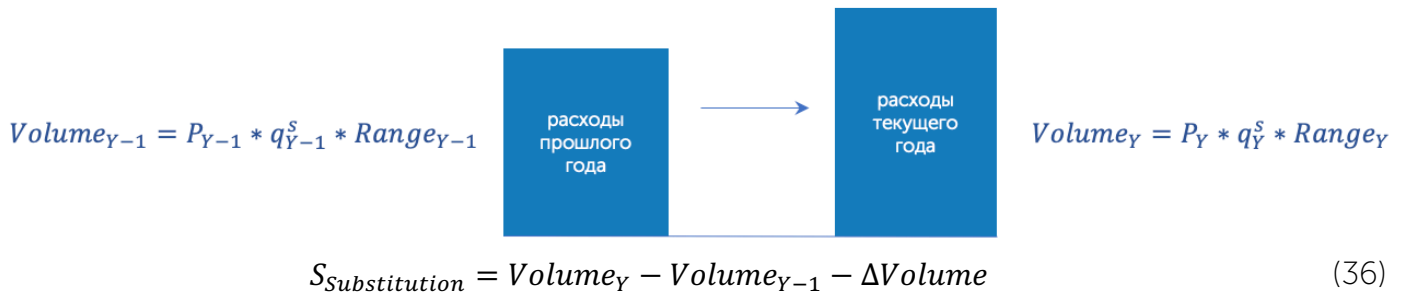 Volume_{Y-1} = P_{Y-1} * q^s_{Y-1} * Range_{Y-1}
расходы
прошлого
года
расходы
текущего
года
Volume_Y = P_Y * q^s_Y * Range_Y
S_{Substitution} = Volume_Y − Volume_{Y−1} − ΔVolume (36)